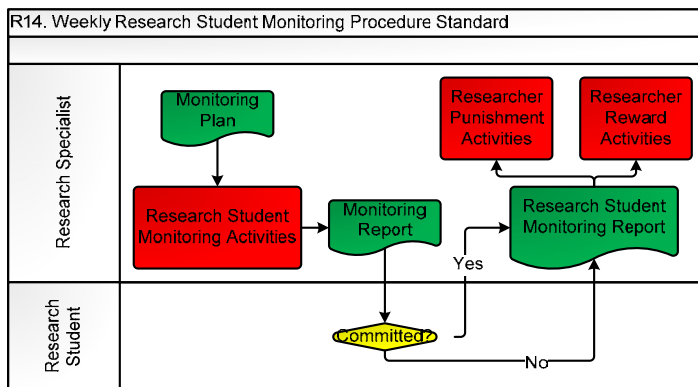 R14. Weekly Research Student Monitoring Procedure Standard
Research Specialist
Monitoring
Plan
Researcher
Punishment
Activities
Researcher
Reward
Activities
Research Student
Monitoring Activities
Monitoring
Report
Research Student
Monitoring Report
Yes
Research
Student
Committed?
No